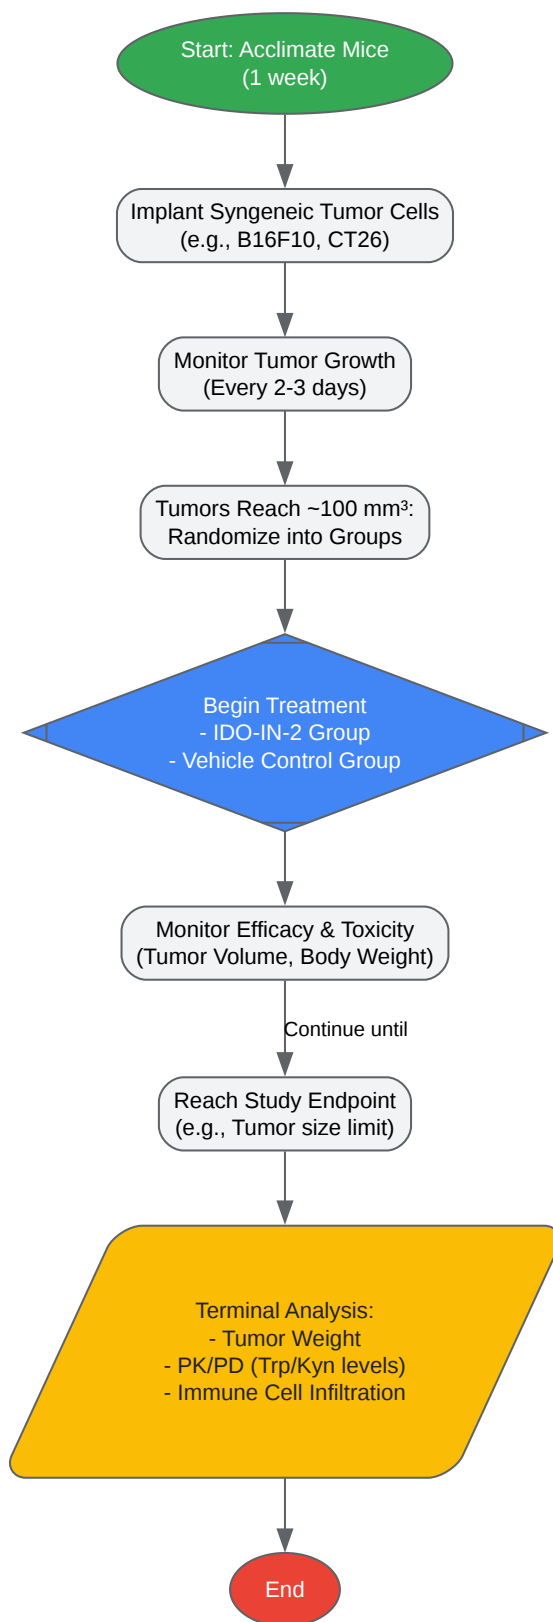 Start: Acclimate Mice
(1 week)
Implant Syngeneic Tumor Cells
(e.g., B16F10, CT26)
Monitor Tumor Growth
(Every 2-3 days)
Tumors Reach ~100 mm³:
Randomize into Groups
Begin Treatment
- IDO-IN-2 Group
- Vehicle Control Group
Monitor Efficacy & Toxicity
(Tumor Volume, Body Weight)
Continue until
Reach Study Endpoint
(e.g., Tumor size limit)
Terminal Analysis:
- Tumor Weight
- PK/PD (Trp/Kyn levels)
- Immune Cell Infiltration
End